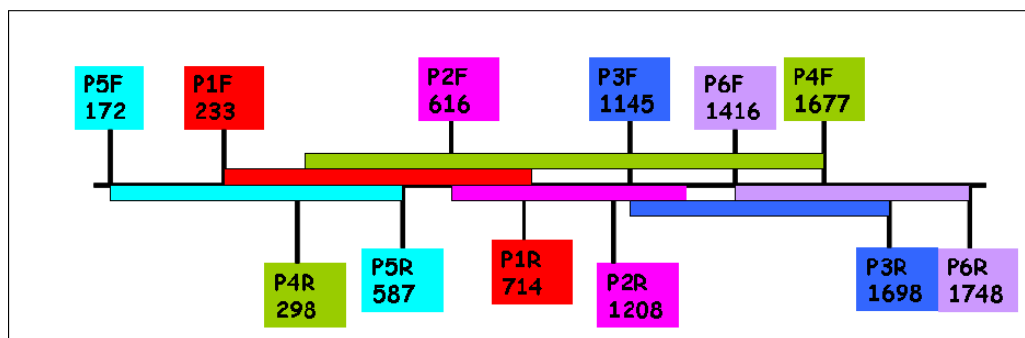 P5F
172
P1F
233
P2F
616
P3F
1145
P6F
1416
P4F
1677
P4R
298
P5R
587
P1R
714
P2R
1208
P3R
1698
P6R
1748